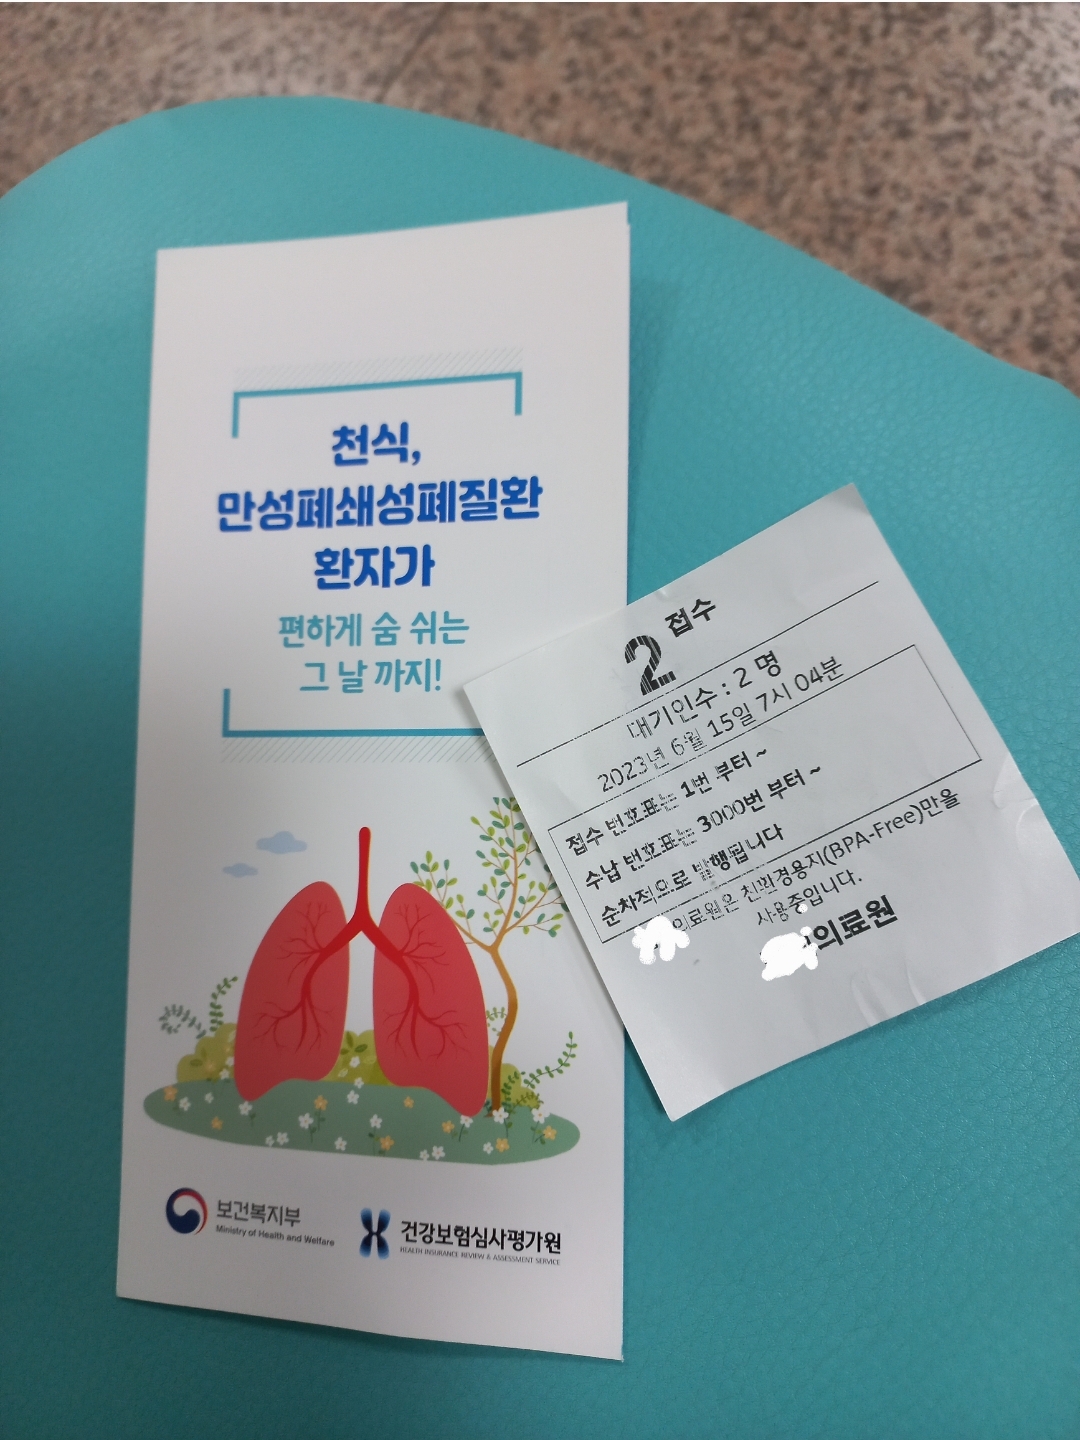 천식,
만성폐쇄성폐질환
환자가
편하게 숨 쉬는
그 날 까지!
보건복지부
Ministry of Health and Welfare
건강보험심사평가원
HEALTH INSURANCE REVIEW & ASSESSMENT SERVICE
2 접수
대기인수 : 2 명
2023년 6월 15일 7시 04분
접수 번호표는 1번 부터 ~
수납 번호표는 3000번 부터 ~
순차적으로 발행됩니다
의료원은 친환경용지(BPA-Free)만을
사용중입니다.
의료원